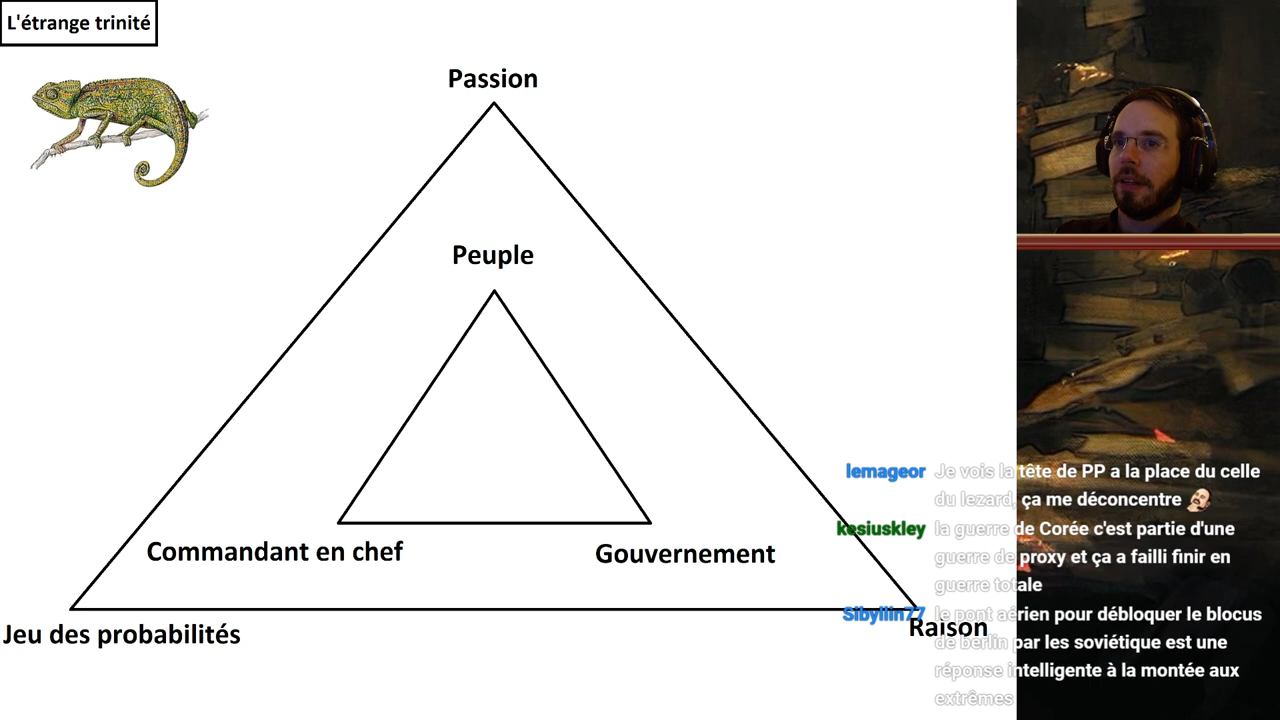 L'étrange trinité
Passion
Peuple
Commandant en chef
Gouvernement
Jeu des probabilités
Raison
lemageor Je vois la tête de PP a la place du celle
du lezard, ça me déconcentre
kesiuskley la guerre de Corée c'est partie d'une
guerre de proxy et ça a failli finir en
guerre totale
Sibyllin77 le pont aérien pour débloquer le blocus
de berlin par les soviétique est une
réponse intelligente à la montée aux
extrêmes